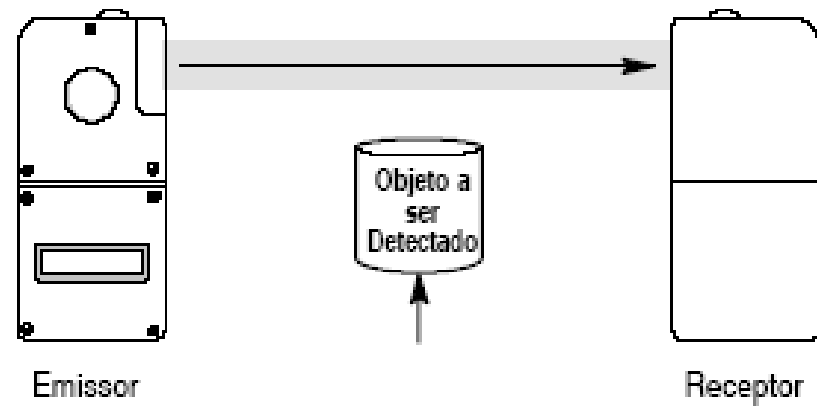 Objeto a
ser
Detectado
Emissor
Receptor